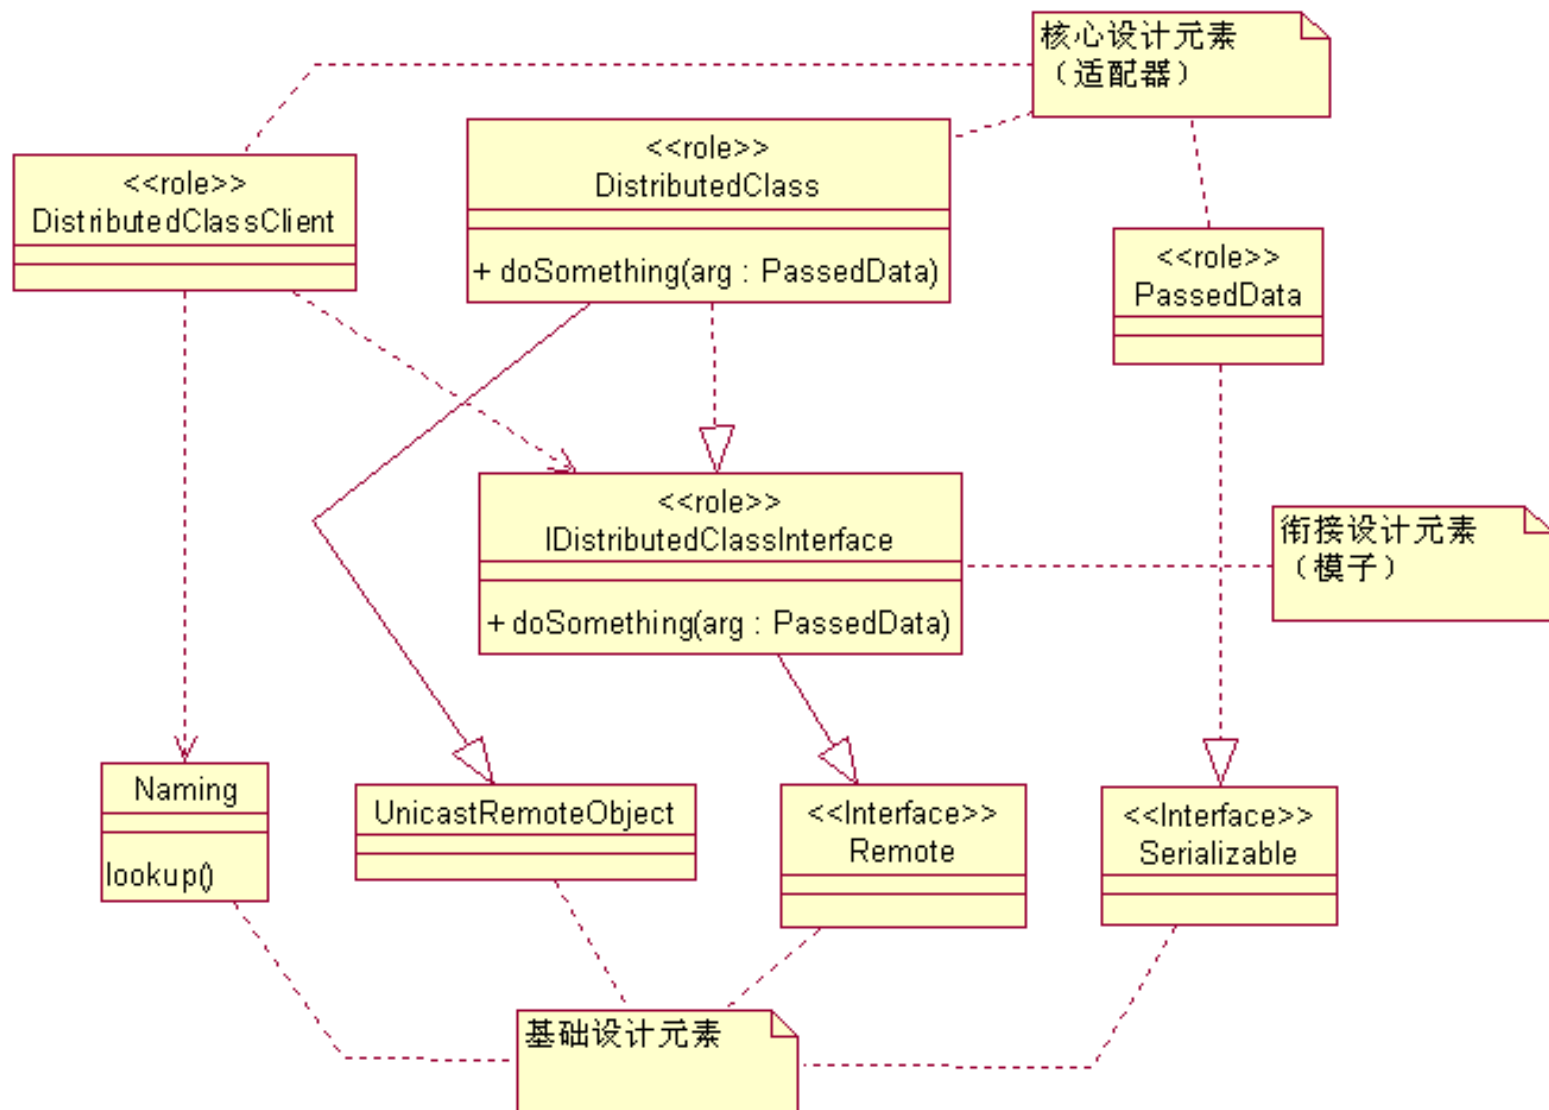 核心设计元素
（适配器）
<<role>>
DistributedClassClient
<<role>>
DistributedClass
+ doSomething(arg : PassedData)
<<role>>
PassedData
<<role>>
IDistributedClassInterface
+ doSomething(arg : PassedData)
衔接设计元素
（模子）
Naming
lookup()
UnicastRemoteObject
<<Interface>>
Remote
<<Interface>>
Serializable
基础设计元素